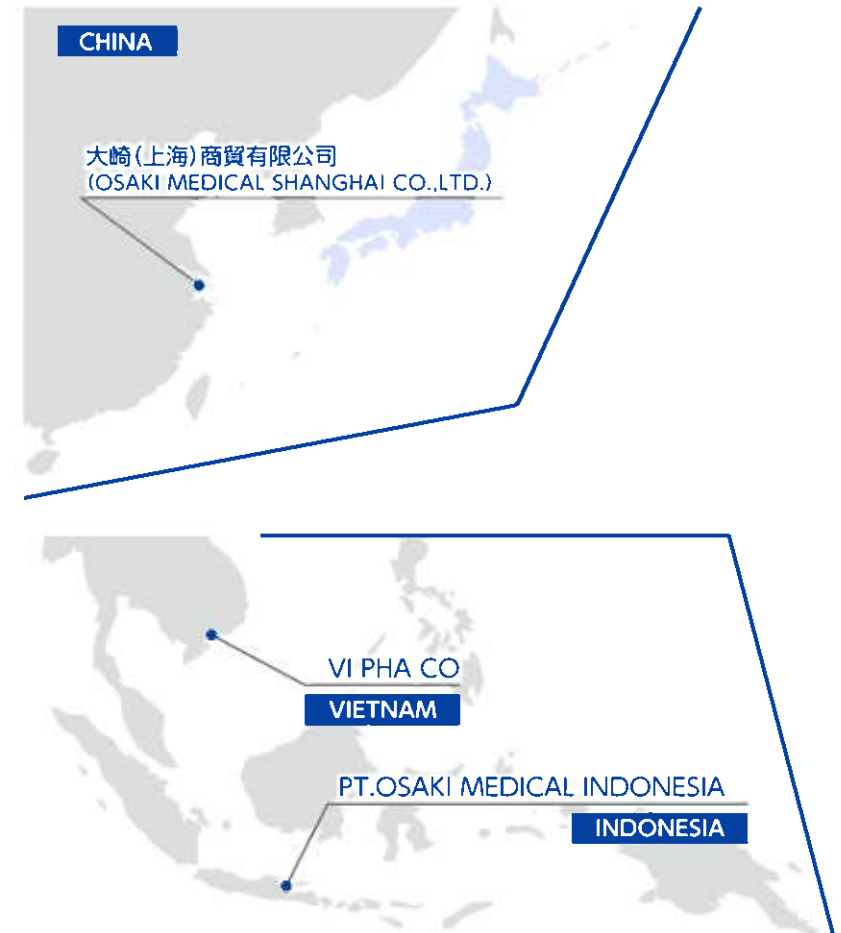 CHINA
大崎(上海)商貿有限公司
(OSAKI MEDICAL SHANGHAI CO.,LTD.)
VI PHA CO
VIETNAM
PT.OSAKI MEDICAL INDONESIA
INDONESIA